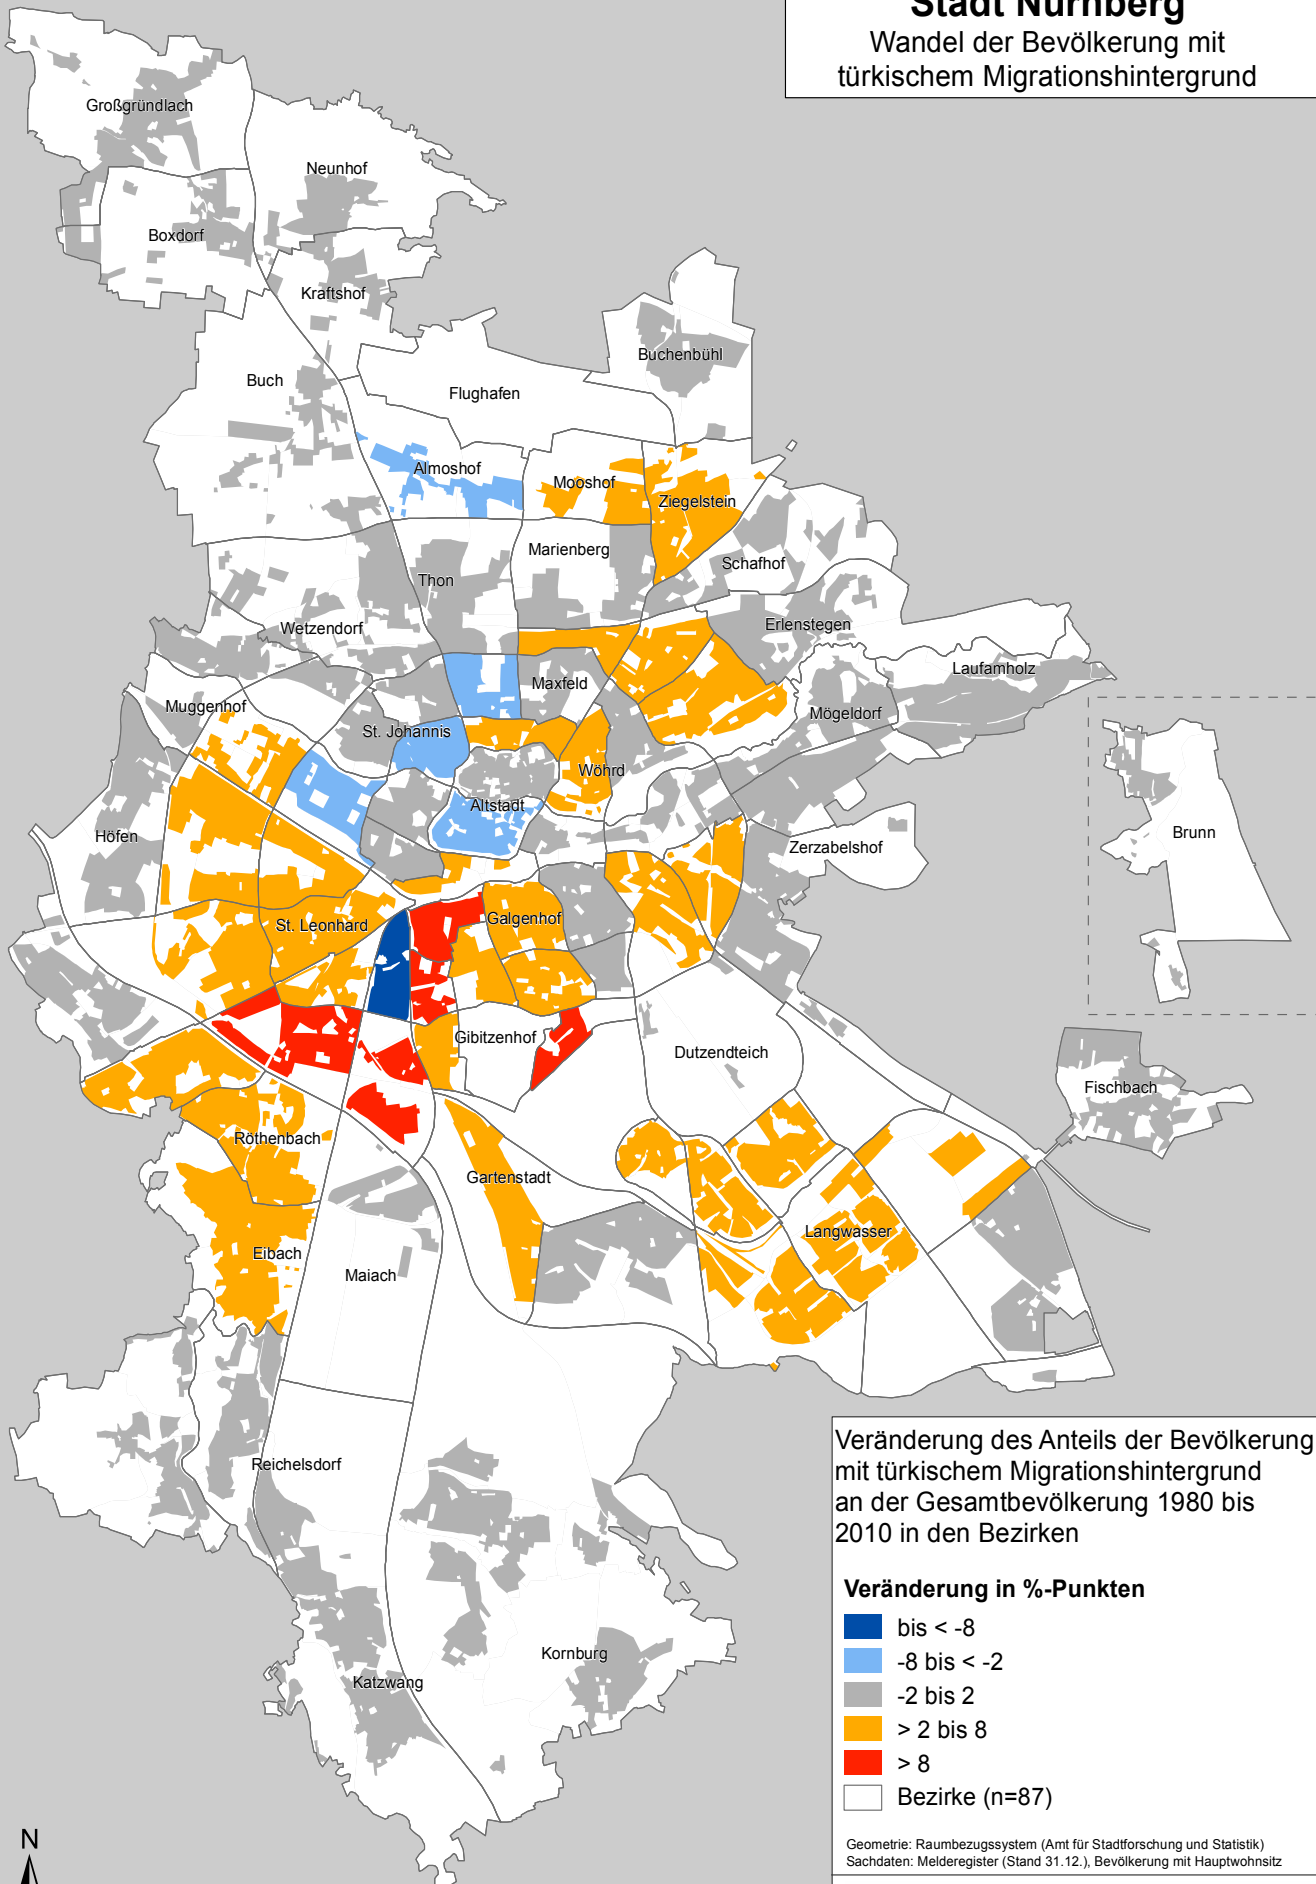 Stadt Nürnberg
Wandel der Bevölkerung mit
türkischem Migrationshintergrund
Großgründlach
Neunhof
Boxdorf
Kraftshof
Buchenbühl
Buch
Flughafen
Almoshof
Mooshof
Ziegelstein
Marienberg
Schafhof
Thon
Wetzendorf
Erlenstegen
Laufamholz
Maxfeld
Muggenhof
Mögeldorf
St. Johannis
Wöhrd
Altstadt
Brunn
Höfen
Zerzabelshof
St. Leonhard
Galgenhof
Gibitzenhof
Dutzendteich
Fischbach
Röthenbach
Gartenstadt
Langwasser
Eibach
Maiach
Reichelsdorf
Kornburg
Katzwang
Veränderung des Anteils der Bevölkerung
mit türkischem Migrationshintergrund
an der Gesamtbevölkerung 1980 bis
2010 in den Bezirken
Veränderung in %-Punkten
bis < -8
-8 bis < -2
-2 bis 2
> 2 bis 8
> 8
Bezirke (n=87)
Geometrie: Raumbezugssystem (Amt für Stadtforschung und Statistik)
Sachdaten: Melderegister (Stand 31.12.), Bevölkerung mit Hauptwohnsitz
N